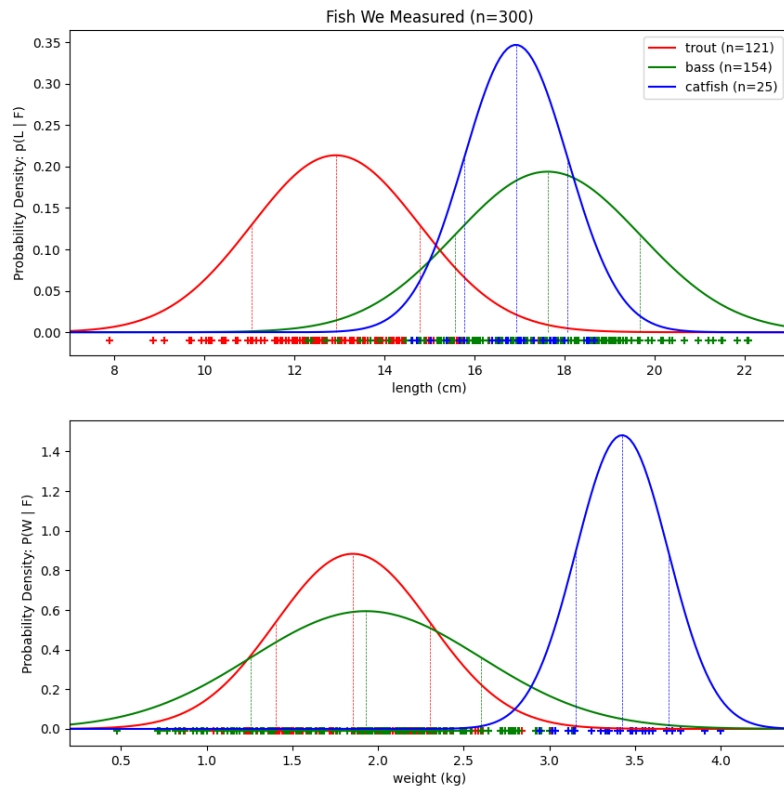 Fish We Measured (n=300)
trout (n=121)
bass (n=154)
catfish (n=25)
Probability Density: p(L | F)
0.35
0.30
0.25
0.20
0.15
0.10
0.05
0.00
8 10 12 14 16 18 20 22
length (cm)
Probability Density: P(W | F)
1.4
1.2
1.0
0.8
0.6
0.4
0.2
0.0
0.5 1.0 1.5 2.0 2.5 3.0 3.5 4.0
weight (kg)